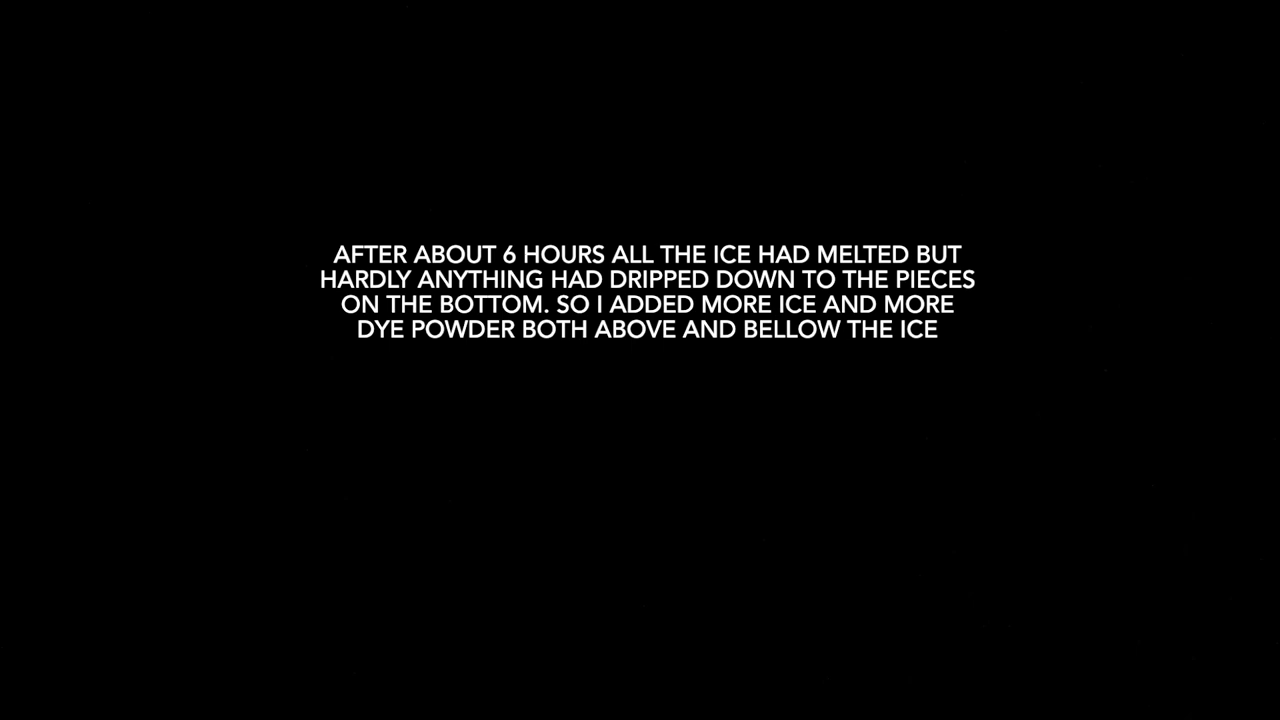 AFTER ABOUT 6 HOURS ALL THE ICE HAD MELTED BUT
HARDLY ANYTHING HAD DRIPPED DOWN TO THE PIECES
ON THE BOTTOM. SO I ADDED MORE ICE AND MORE
DYE POWDER BOTH ABOVE AND BELLOW THE ICE